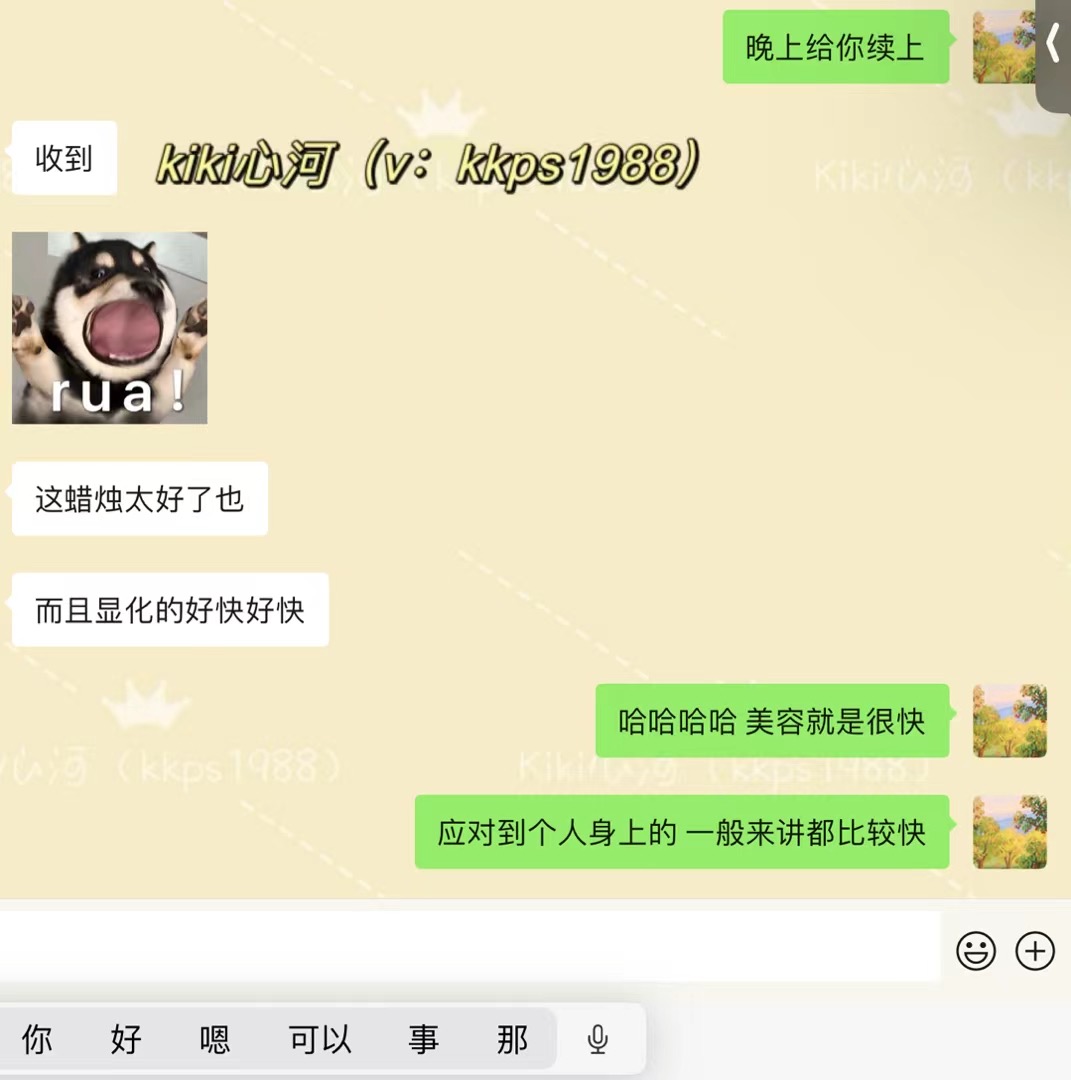 晚上给你续上
收到
kiki心河（v：kkps1988）
Kiki心河（kk
rua!
这蜡烛太好了也
而且显化的好快好快
哈哈哈哈 美容就是很快
心河（kkps1988）
Kiki心河（kkps1988）
应对到个人身上的 一般来讲都比较快
你 好 嗯 可以 事 那